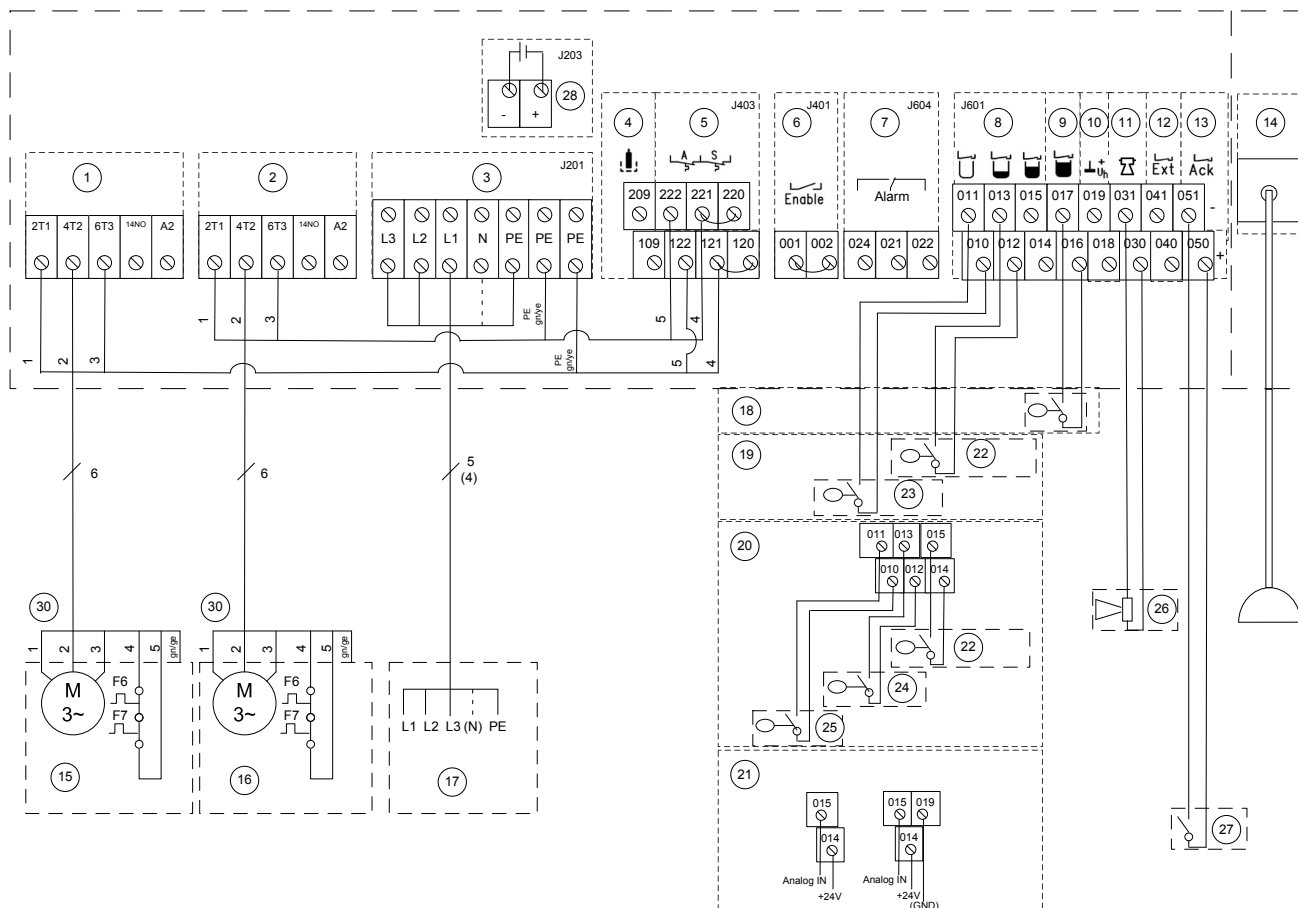 J203
28
- +
4
5
J403
6
J401
7
J604
J601
8
9
10
11
12
13
14
1
2
3
J201
A S
Enable
Alarm
+
Uh
Ext
Ack
2T1 4T2 6T3 14NO A2
2T1 4T2 6T3 14NO A2
L3 L2 L1 N PE PE PE
209 222 221 220
109 122 121 120
001 002
024 021 022
011 013 015 017 019 031 041 051 -
010 012 014 016 018 030 040 050 +
1 2 3
1 2 3
PE gn/ye
PE gn/ye
5 4
5 4
6
6
5
(4)
18
19
22
23
20
011 013 015
010 012 014
22
24
25
26
27
30
1 2 3 4 5 gn/ge
M
3~
F6
F7
15
30
1 2 3 4 5 gn/ge
M
3~
F6
F7
16
L1 L2 L3 (N) PE
17
21
015
014
Analog IN
+24V
015 019
014
Analog IN
+24V
(GND)